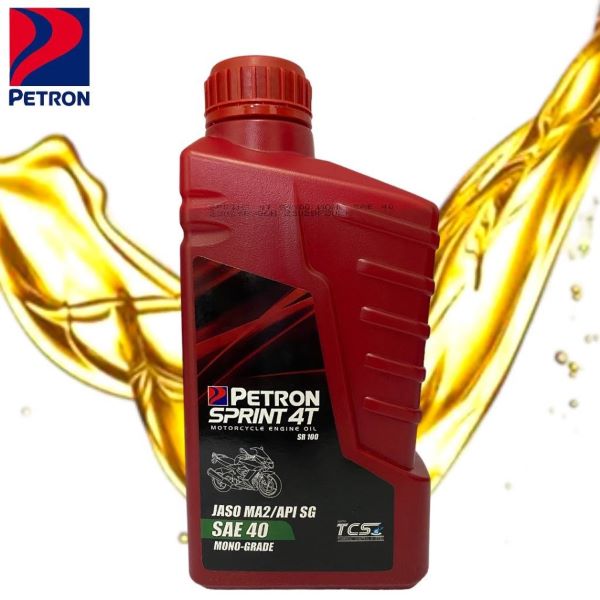 PETRON
PETRON
SPRINT 4T
MOTORCYCLE ENGINE OIL
SR 100
JASO MA2/API SG
SAE 40
MONO-GRADE
TCS